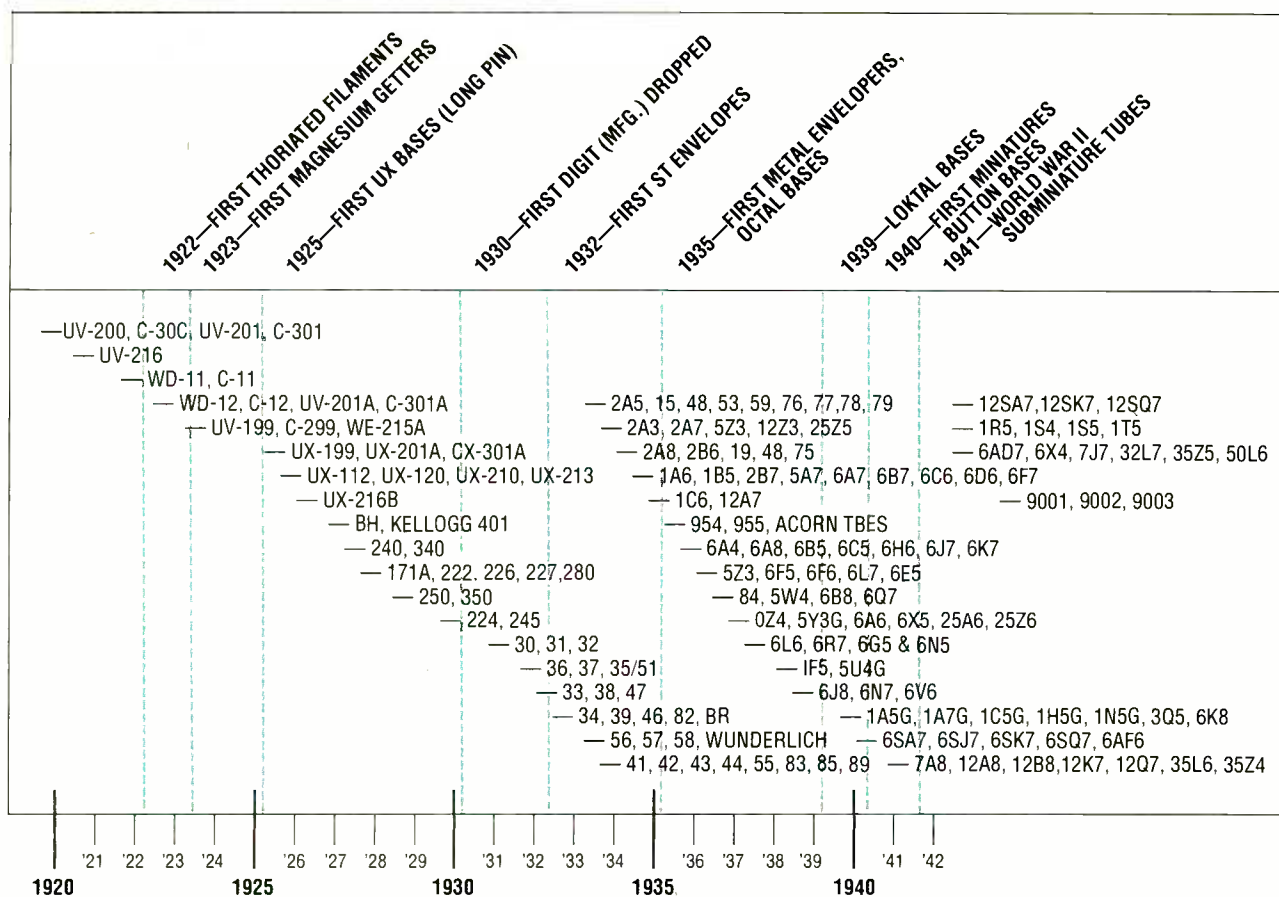 1922—FIRST THORIATED FILAMENTS
1923—FIRST MAGNESIUM GETTERS
1925—FIRST UX BASES (LONG PIN)
1930—FIRST DIGIT (MFG.) DROPPED
1932—FIRST ST ENVELOPES
1935—FIRST METAL ENVELOPERS,
OCTAL BASES
1939—LOKTAL BASES
1940—FIRST MINIATURES
BUTTON BASES
1941—WORLD WAR II
SUBMINIATURE TUBES
—UV-200, C-30C, UV-201, C-301
— UV-216
— WD-11, C-11
— WD-12, C-12, UV-201A, C-301A
— UV-199, C-299, WE-215A
— UX-199, UX-201A, CX-301A
— UX-112, UX-120, UX-210, UX-213
— UX-216B
— BH, KELLOGG 401
— 240, 340
— 171A, 222. 226, 227,280
— 250, 350
— 224, 245
— 30, 31, 32
— 36, 37, 35/51
— 33, 38, 47
— 34, 39, 46, 82, BR
— 56, 57, 58, WUNDERLICH
— 41, 42, 43, 44, 55, 83, 85, 89
— 2A5, 15, 48, 53, 59, 76, 77,78, 79
— 2A3, 2A7, 5Z3, 12Z3, 25Z5
— 2A8, 2B6, 19, 48, 75
— 1A6, 1B5, 2B7, 5A7, 6A7, 6B7, 6C6, 6D6, 6F7
— 1C6, 12A7
— 954, 955, ACORN TBES
— 6A4, 6A8, 6B5, 6C5, 6H6, 6J7, 6K7
— 5Z3, 6F5, 6F6, 6L7, 6E5
— 84, 5W4, 6B8, 6Q7
— 0Z4, 5Y3G, 6A6, 6X5, 25A6, 25Z6
— 6L6, 6R7, 6G5 & 6N5
— IF5, 5U4G
— 6J8, 6N7, 6V6
— 1A5G, 1A7G, 1C5G, 1H5G, 1N5G, 3Q5, 6K8
— 6SA7, 6SJ7, 6SK7, 6SQ7, 6AF6
— 7A8, 12A8, 12B8,12K7, 12Q7, 35L6, 35Z4
— 12SA7,12SK7, 12SQ7
— 1R5, 1S4, 1S5, 1T5
— 6AD7, 6X4, 7J7, 32L7, 35Z5, 50L6
— 9001, 9002, 9003
'21 '22 '23 '24 '26 '27 '28 '29 '31 '32 '33 '34 '36 '37 '38 '39 '41 '42
1920 1925 1930 1935 1940